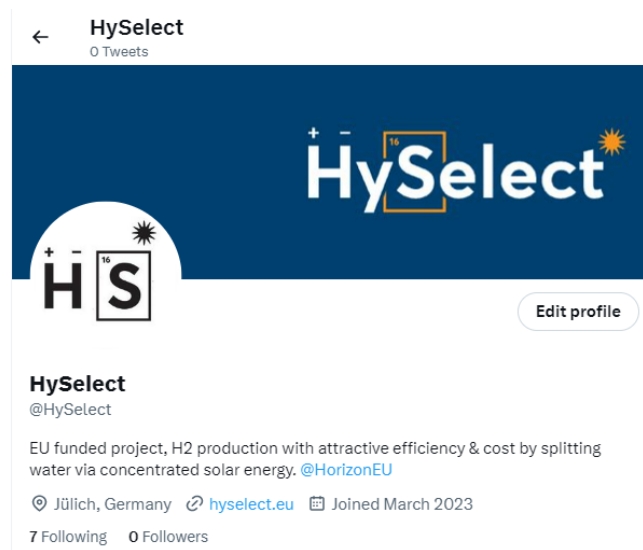 HySelect
0 Tweets
+ −
16
HySelect
+ −
16
H S
Edit profile
HySelect
@HySelect
EU funded project, H2 production with attractive efficiency & cost by splitting
water via concentrated solar energy. @HorizonEU
Jülich, Germany hyselect.eu Joined March 2023
7 Following 0 Followers